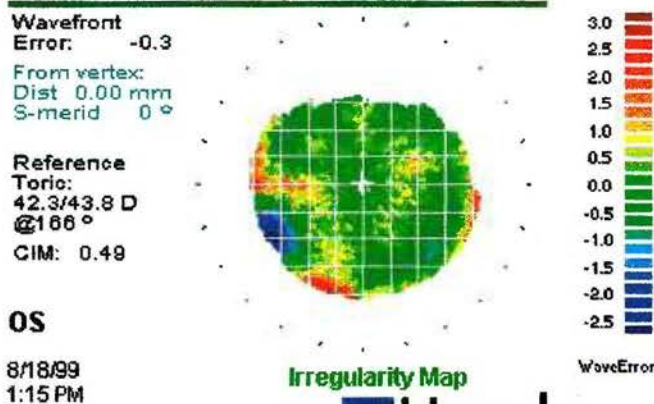 Wavefront
Error: -0.3
From vertex:
Dist 0.00 mm
S-merid 0 º
Reference
Toric:
42.3/43.8 D
@166 º
CIM: 0.49
OS
8/18/99
1:15 PM
Irregularity Map
3.0
2.5
2.0
1.5
1.0
0.5
0.0
-0.5
-1.0
-1.5
-2.0
-2.5
WaveError